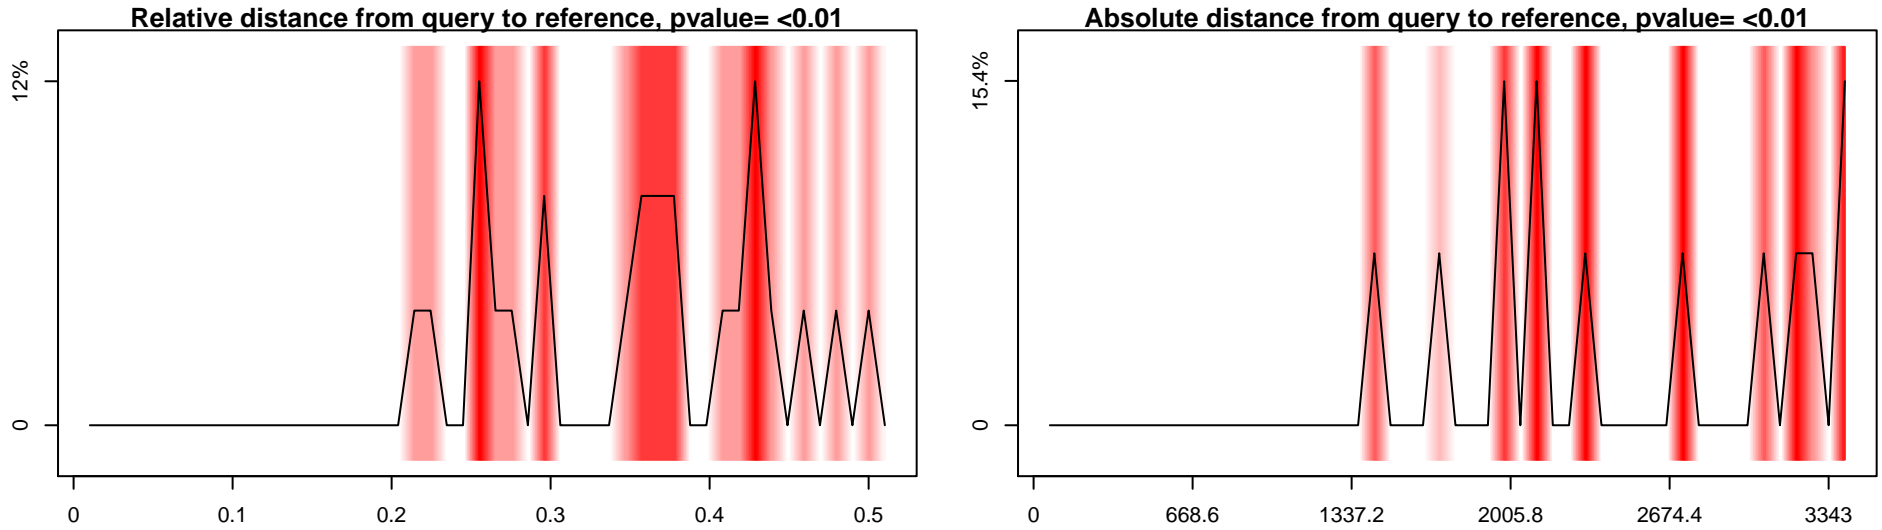 Relative distance from query to reference, pvalue= <0.01
12%
0
0 0.1 0.2 0.3 0.4 0.5
Absolute distance from query to reference, pvalue= <0.01
15.4%
0
0 668.6 1337.2 2005.8 2674.4 3343